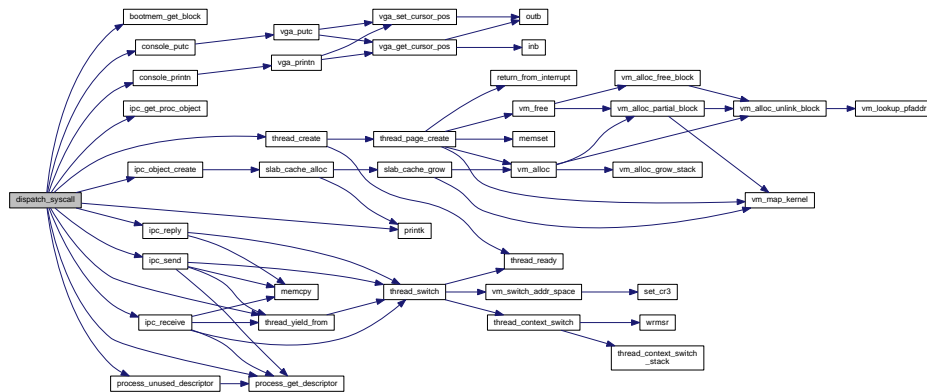 bootmem_get_block
vga_set_cursor_pos
outb
console_putc
vga_putc
vga_get_cursor_pos
inb
console_printn
vga_printn
return_from_interrupt
vm_alloc_free_block
ipc_get_proc_object
vm_free
vm_alloc_partial_block
vm_alloc_unlink_block
vm_lookup_pfaddr
thread_create
thread_page_create
memset
ipc_object_create
slab_cache_alloc
slab_cache_grow
vm_alloc
vm_alloc_grow_stack
dispatch_syscall
vm_map_kernel
ipc_reply
printk
ipc_send
thread_ready
memcpy
thread_switch
vm_switch_addr_space
set_cr3
ipc_receive
thread_yield_from
thread_context_switch
wrmsr
thread_context_switch
_stack
process_unused_descriptor
process_get_descriptor